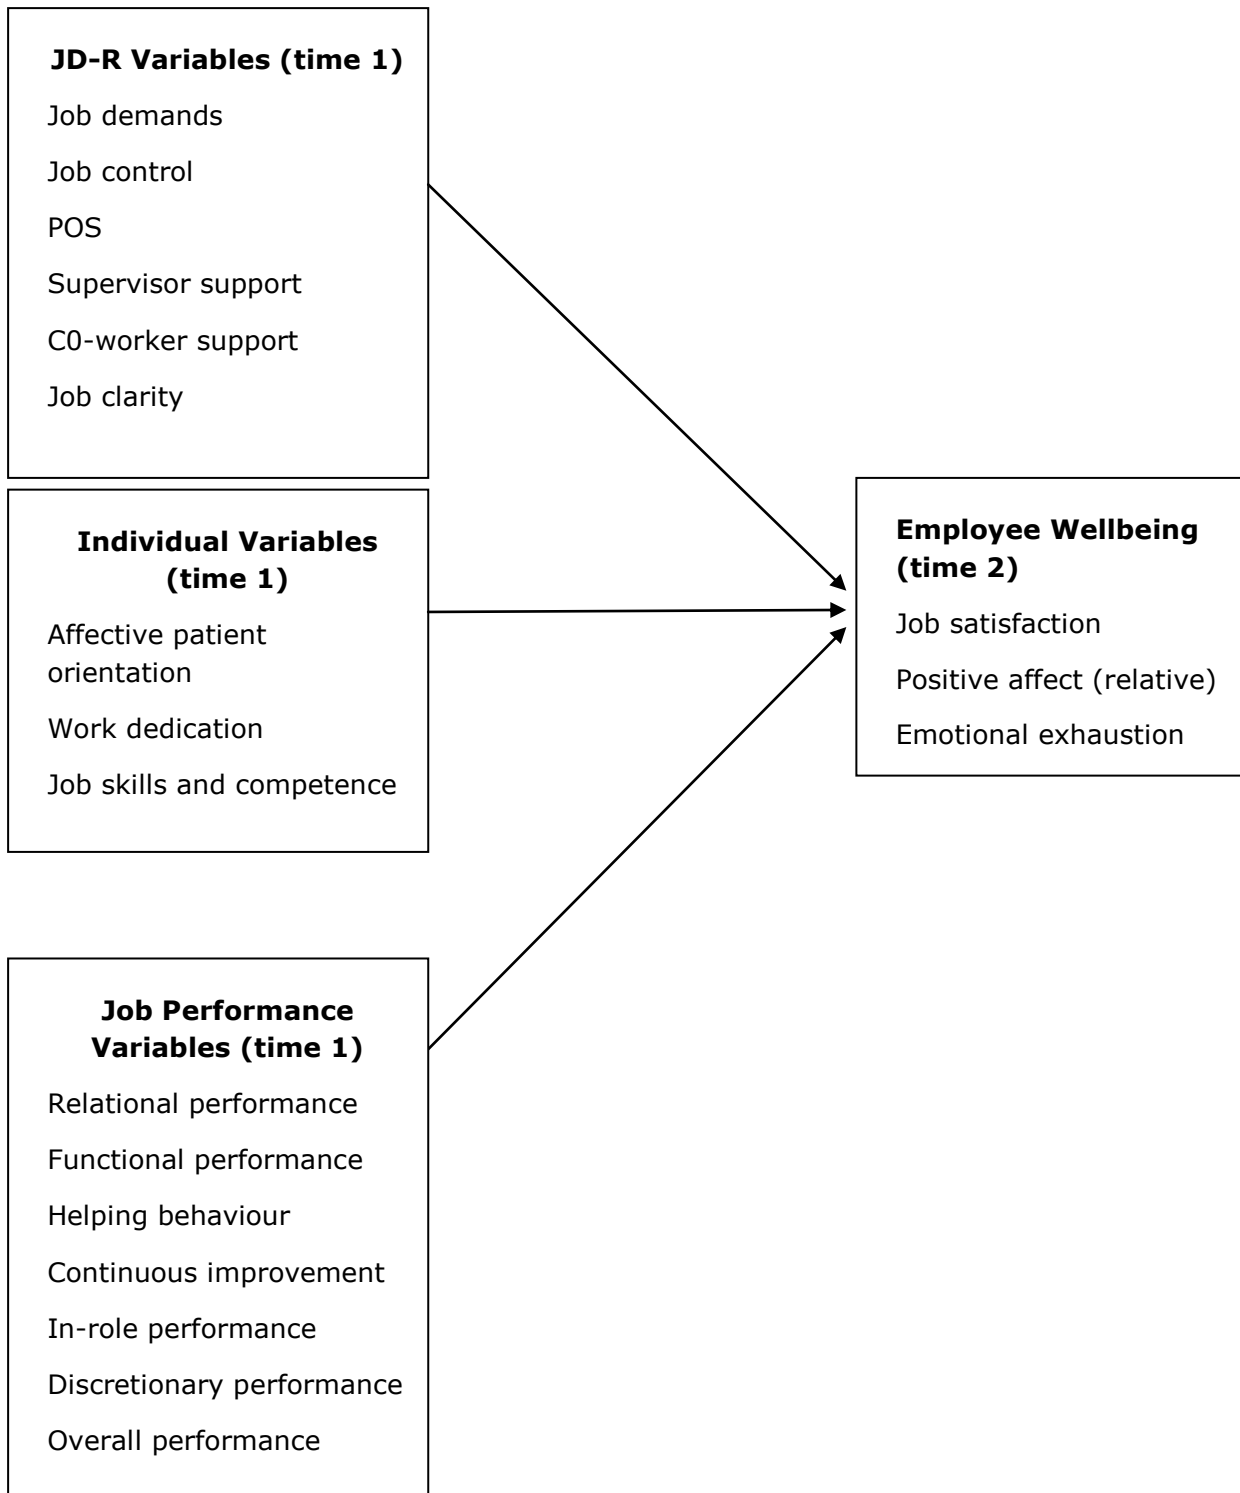 JD-R Variables (time 1)
Job demands
Job control
POS
Supervisor support
C0-worker support
Job clarity
Individual Variables
(time 1)
Affective patient
orientation
Work dedication
Job skills and competence
Job Performance
Variables (time 1)
Relational performance
Functional performance
Helping behaviour
Continuous improvement
In-role performance
Discretionary performance
Overall performance
Employee Wellbeing
(time 2)
Job satisfaction
Positive affect (relative)
Emotional exhaustion